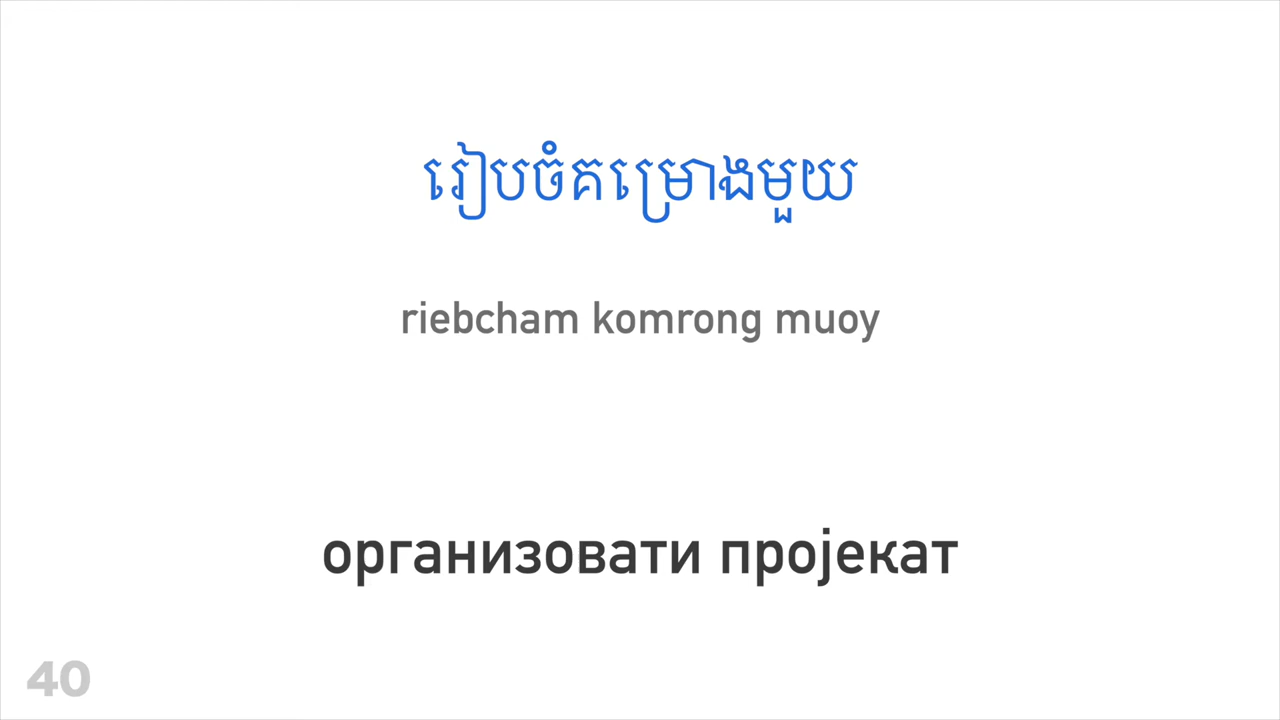 រៀបចំគម្រោងមួយ
riebcham komrong muoy
организовати пројекат
40